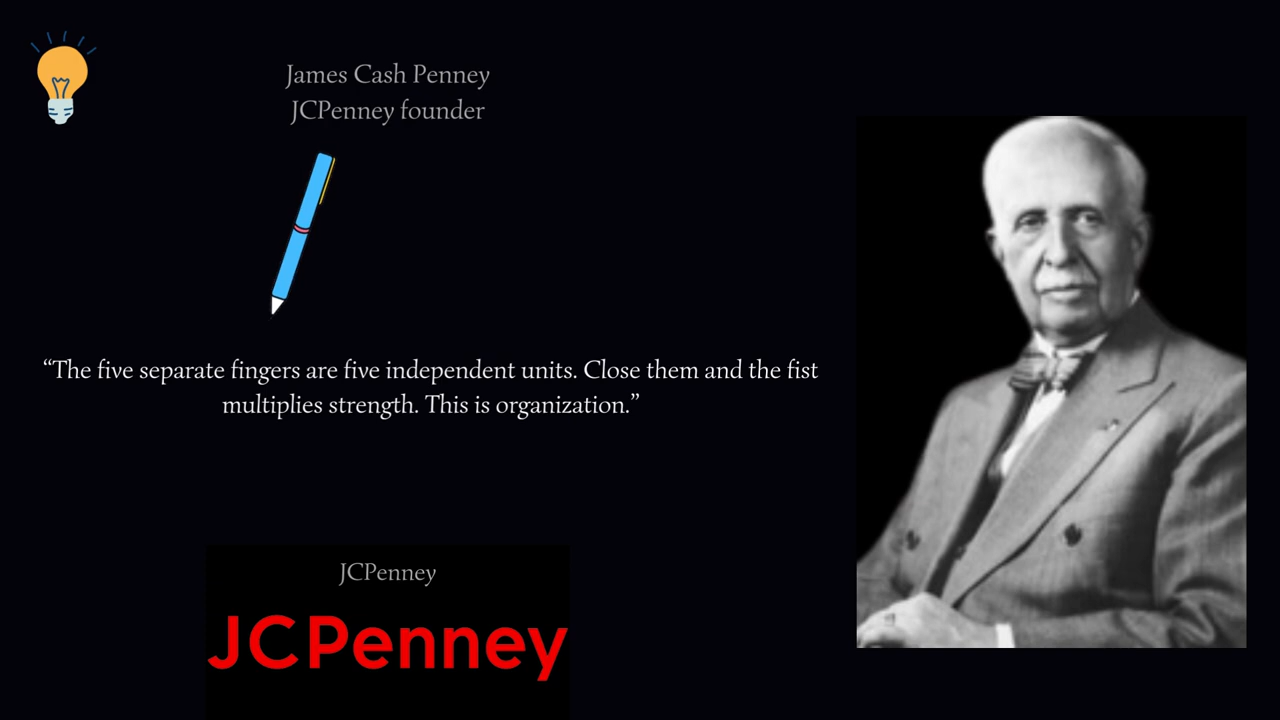 James Cash Penney
JCPenney founder
“The five separate fingers are five independent units. Close them and the fist
multiplies strength. This is organization.”
JCPenney
JCPenney